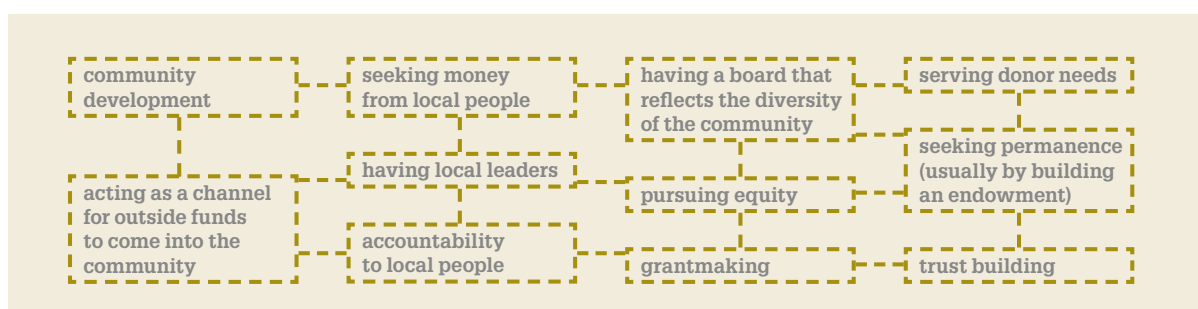 community
development
seeking money
from local people
having a board that
reflects the diversity
of the community
serving donor needs
acting as a channel
for outside funds
to come into the
community
having local leaders
pursuing equity
seeking permanence
(usually by building
an endowment)
accountability
to local people
grantmaking
trust building